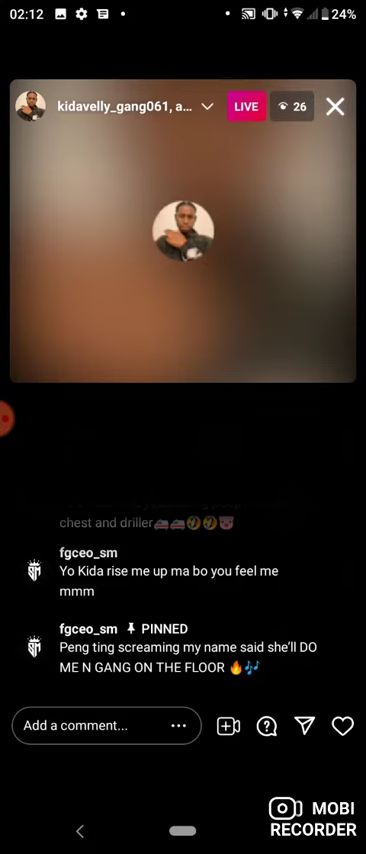 02:12
24%
kidavelly_gang061, a...
LIVE
26
chest and driller🚑🚑🤣🤣👹
fgceo_sm
Yo Kida rise me up ma bo you feel me
mmm
fgceo_sm 📌 PINNED
Peng ting screaming my name said she'll DO
ME N GANG ON THE FLOOR 🔥🎶
Add a comment...
MOBI
RECORDER